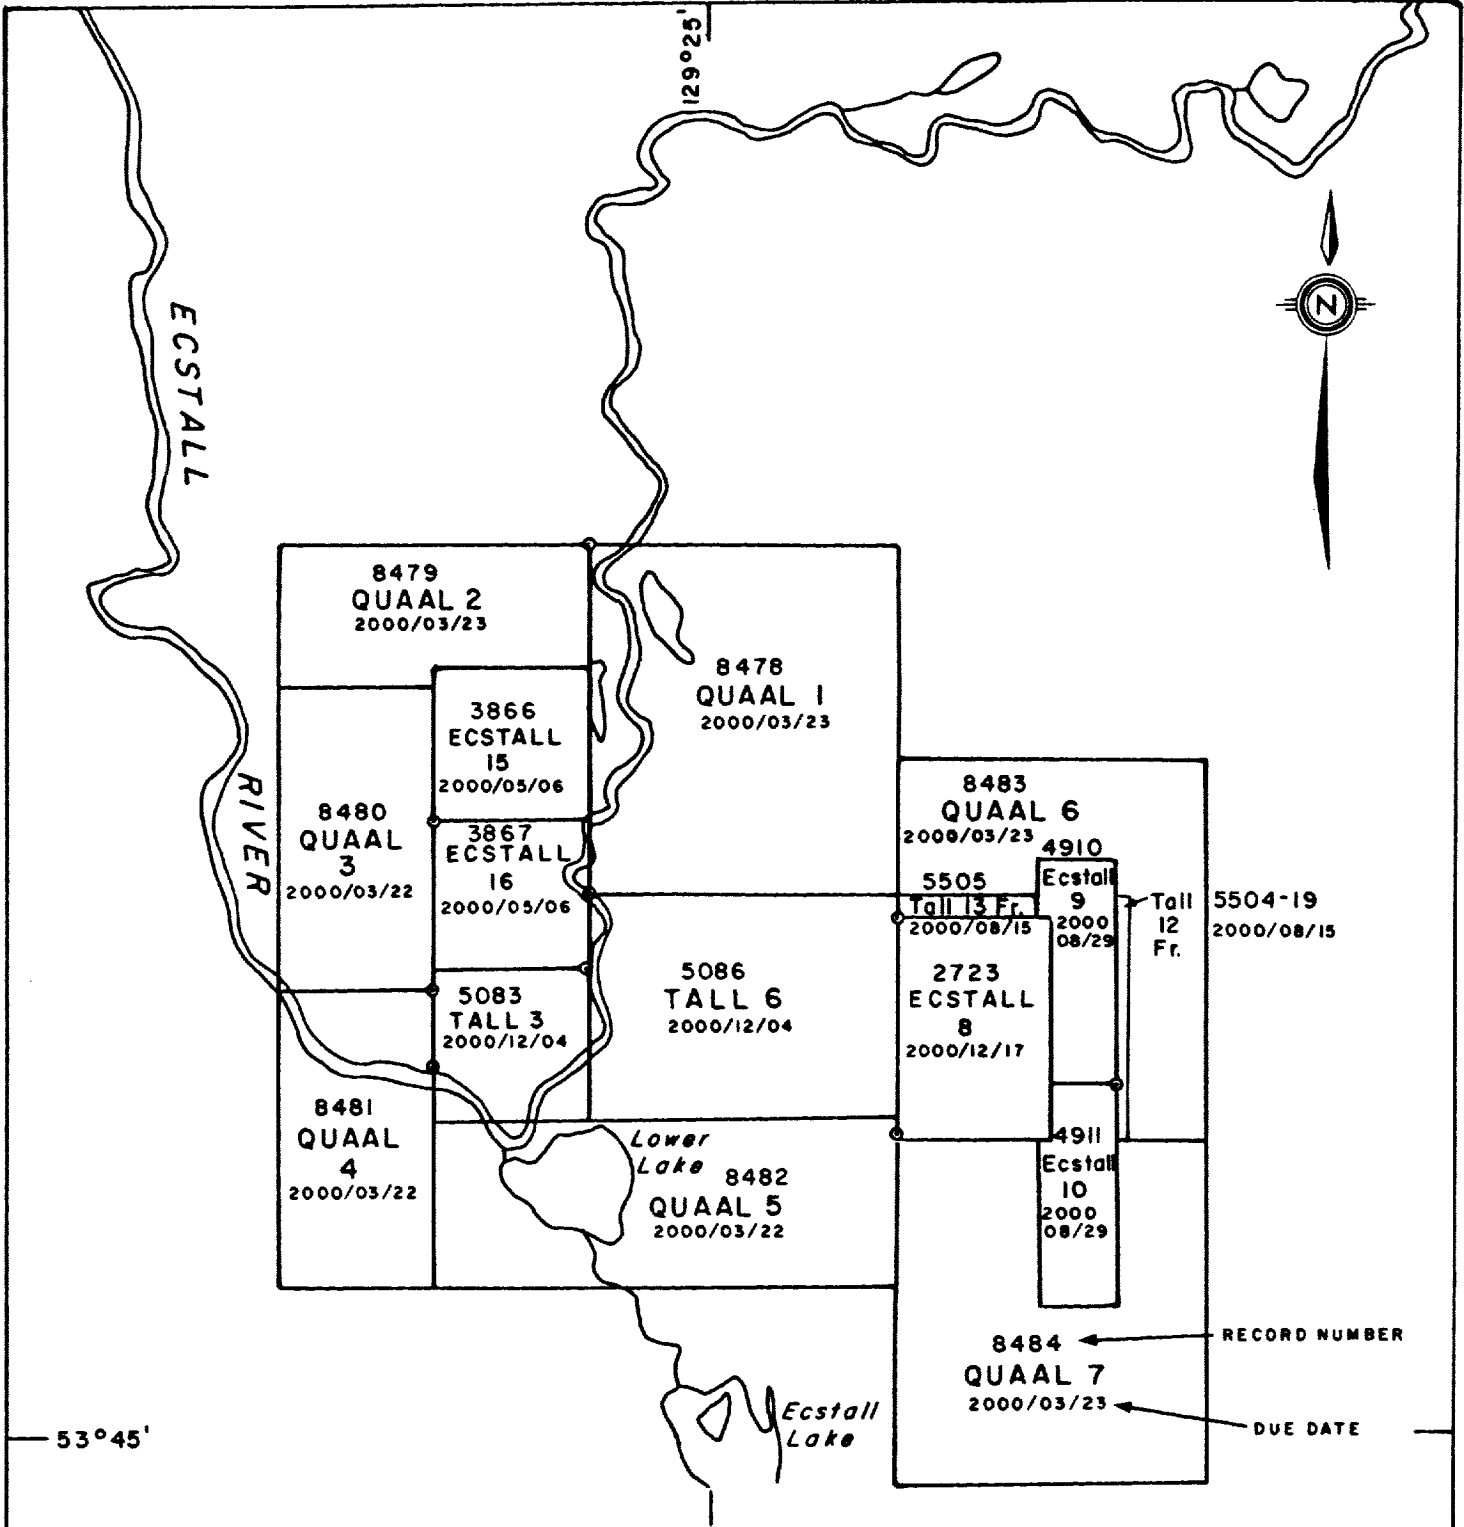 129°25'
N
ECSTALL
RIVER
8479
QUAAL 2
2000/03/23
8478
QUAAL 1
2000/03/23
3866
ECSTALL
15
2000/05/06
8480
QUAAL
3
2000/03/22
3867
ECSTALL
16
2000/05/06
8483
QUAAL 6
2000/03/23
4910
Ecstall
9
2000
08/29
5505
Tall 13 Fr.
2000/08/15
Tall
12
Fr.
5504-19
2000/08/15
5083
TALL 3
2000/12/04
5086
TALL 6
2000/12/04
2723
ECSTALL
8
2000/12/17
8481
QUAAL
4
2000/03/22
Lower
Lake
8482
QUAAL 5
2000/03/22
4911
Ecstall
10
2000
08/29
8484
QUAAL 7
2000/03/23
RECORD NUMBER
DUE DATE
Ecstall
Lake
53°45'